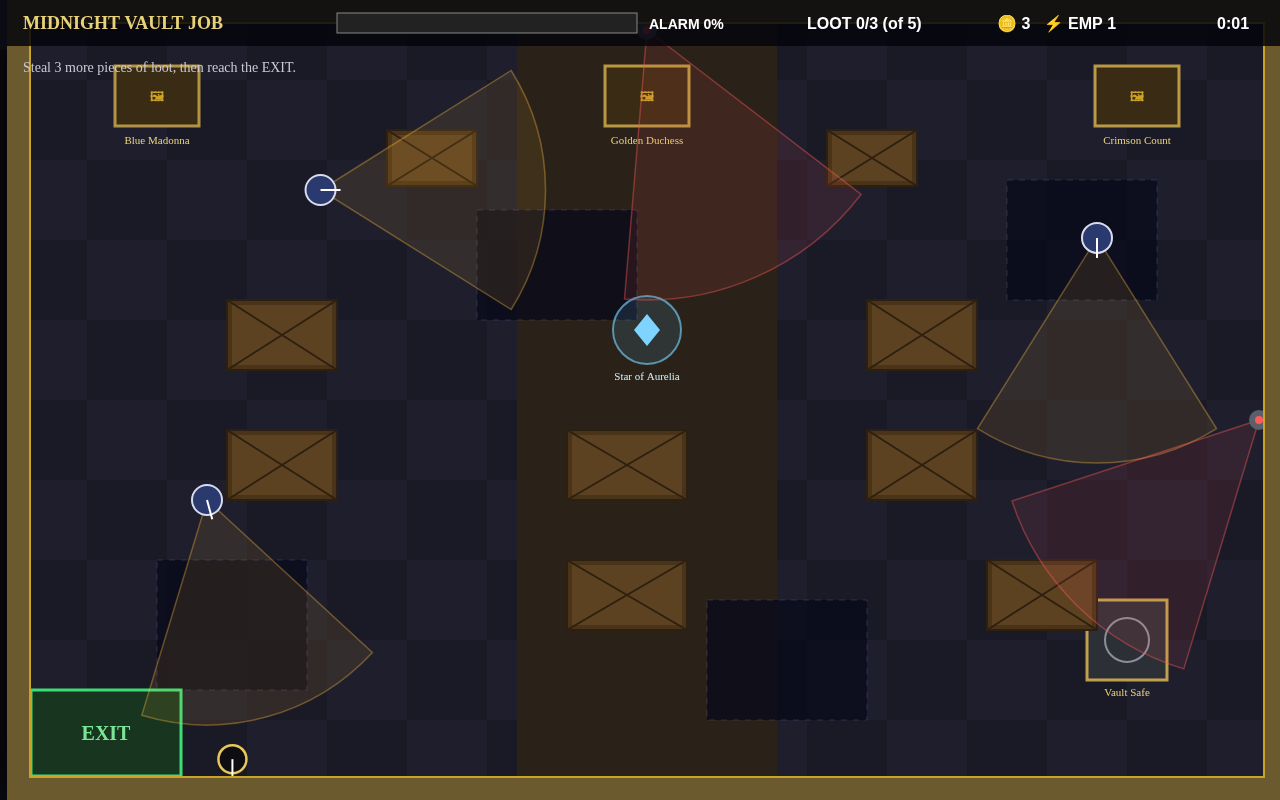 MIDNIGHT VAULT JOB
ALARM 0%
LOOT 0/3 (of 5)
🪙 3
⚡ EMP 1
0:01
Steal 3 more pieces of loot, then reach the EXIT.
Blue Madonna
Golden Duchess
Crimson Count
Star of Aurelia
Vault Safe
EXIT